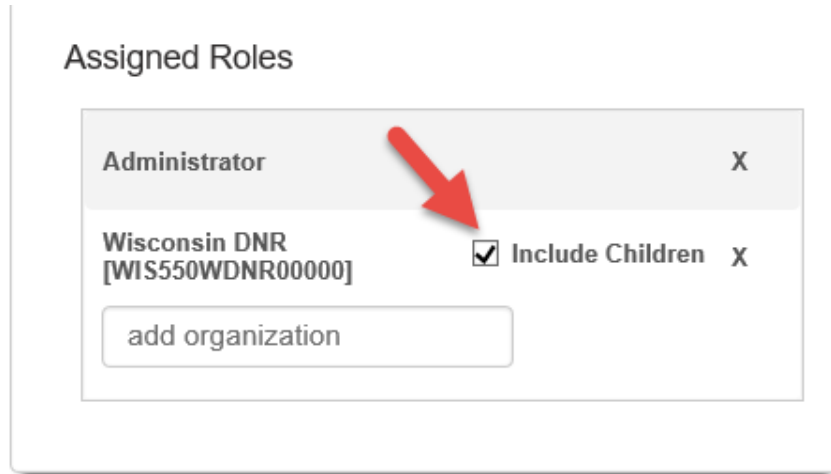 Assigned Roles
Administrator X
Wisconsin DNR
[WIS550WDNR00000]
Include Children X
add organization